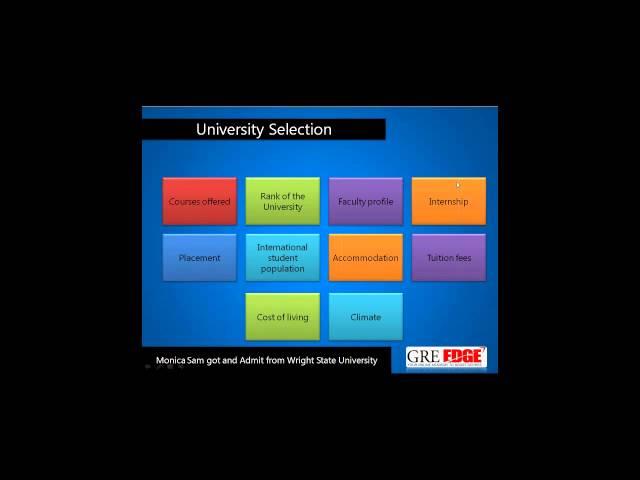 University Selection
Courses offered
Rank of the
University
Faculty profile
Internship
Placement
International
student
population
Accommodation
Tuition fees
Cost of living
Climate
Monica Sam got and Admit from Wright State University
GRE EDGE